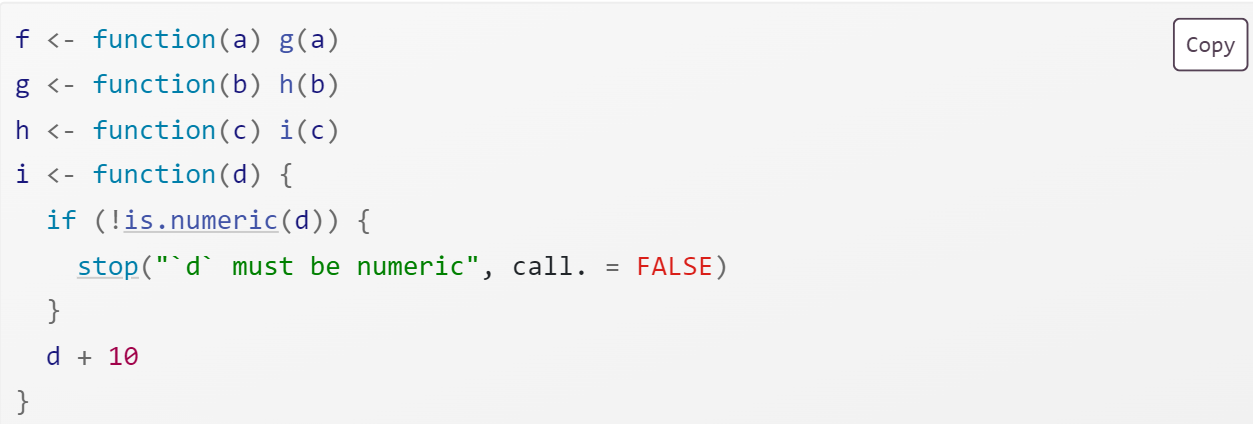 f <- function(a) g(a)
Copy
g <- function(b) h(b)
h <- function(c) i(c)
i <- function(d) {
  if (!is.numeric(d)) {
    stop("`d` must be numeric", call. = FALSE)
  }
  d + 10
}